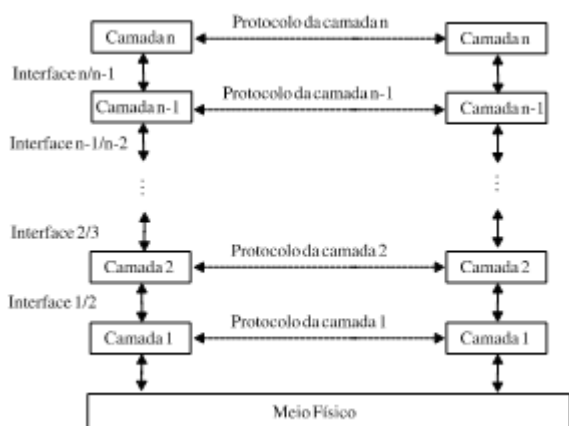 Camada n
Protocolo da camada n
Camada n
Interface n/n-1
Camada n-1
Protocolo da camada n-1
Camada n-1
Interface n-1/n-2
Interface 2/3
Camada 2
Protocolo da camada 2
Camada 2
Interface 1/2
Camada 1
Protocolo da camada 1
Camada 1
Meio Físico